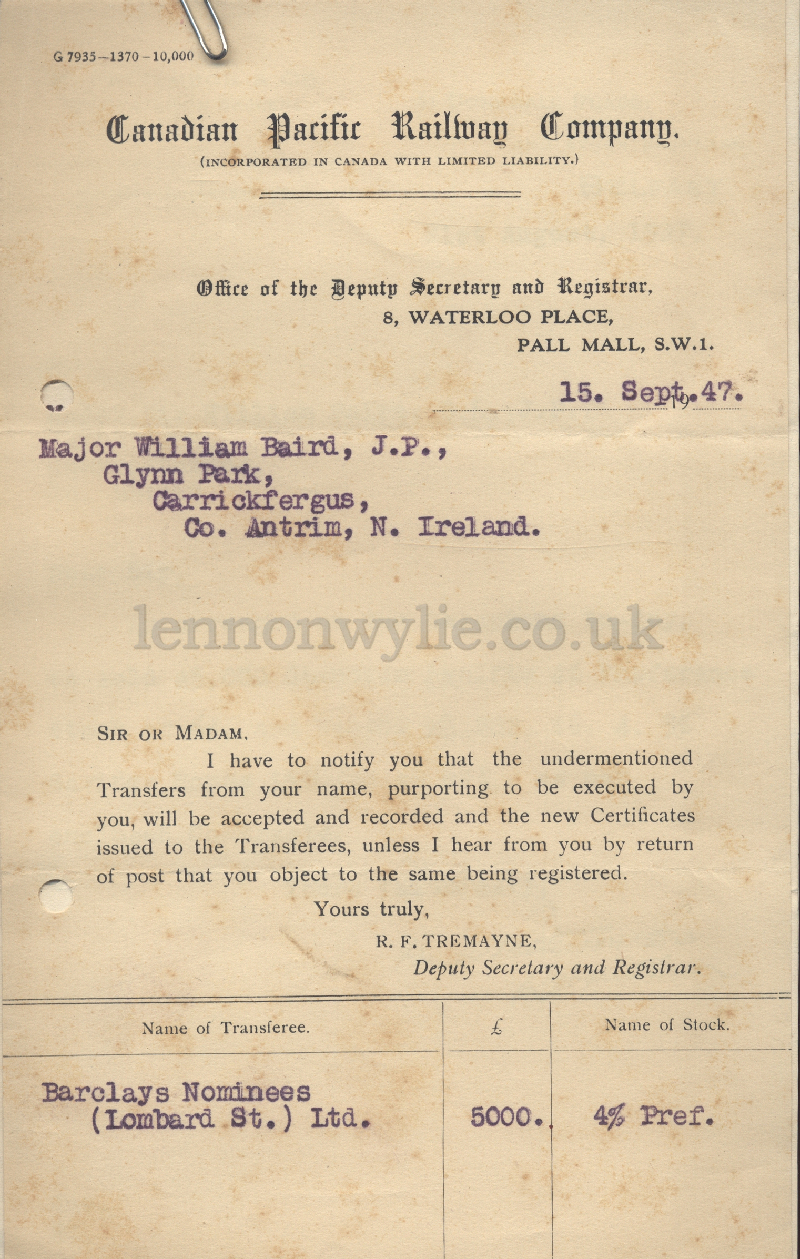 G 7935—1370—10,000
Canadian Pacific Railway Company.
(INCORPORATED IN CANADA WITH LIMITED LIABILITY.)
Office of the Deputy Secretary and Registrar,
8, WATERLOO PLACE,
PALL MALL, S.W.1.
15. Sept. 1947.
Major William Baird, J.P.,
Glynn Park,
Carrickfergus,
Co. Antrim, N. Ireland.
lennonwylie.co.uk
SIR OR MADAM,
I have to notify you that the undermentioned
Transfers from your name, purporting to be executed by
you, will be accepted and recorded and the new Certificates
issued to the Transferees, unless I hear from you by return
of post that you object to the same being registered.
Yours truly,
R. F. TREMAYNE,
Deputy Secretary and Registrar.
Name of Transferee. £ Name of Stock.
Barclays Nominees
(Lombard St.) Ltd. 5000. 4% Pref.